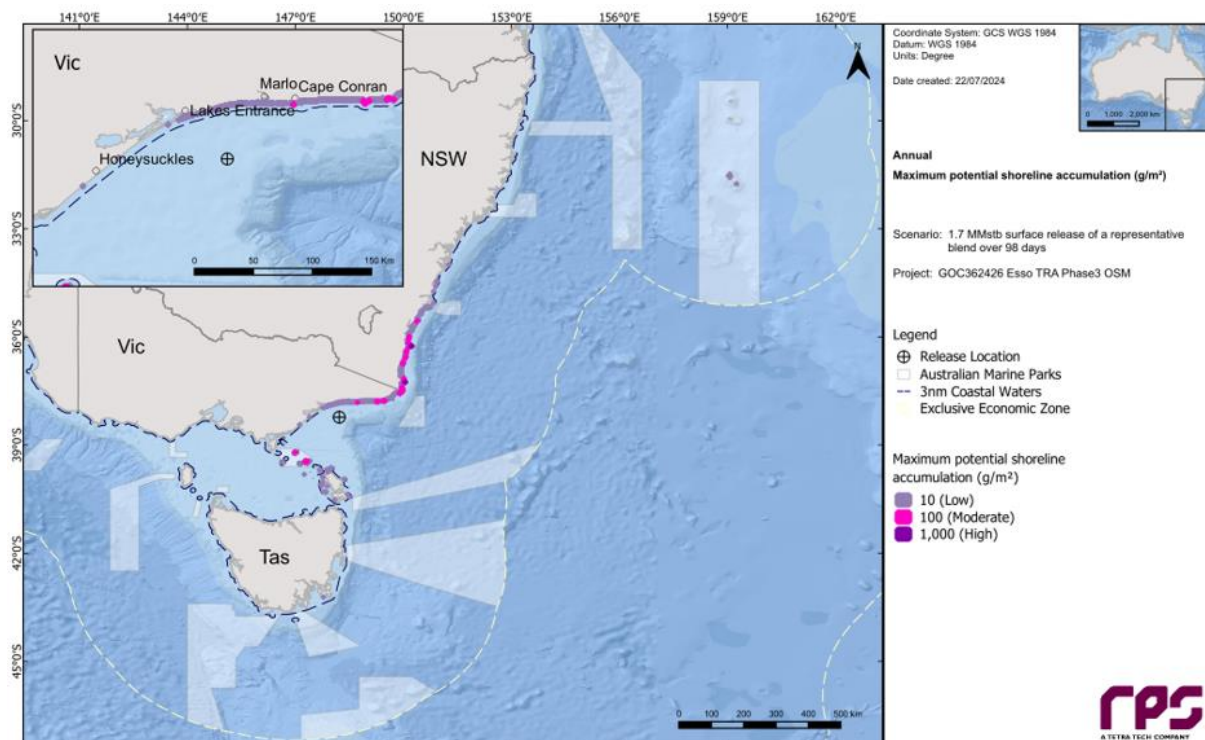 141°0'E 144°0'E 147°0'E 150°0'E 153°0'E 156°0'E 159°0'E 162°0'E
30°0'S
33°0'S
36°0'S
39°0'S
42°0'S
45°0'S
Vic
Marlo Cape Conran
Lakes Entrance
Honeysuckles
0 50 100 150 Km
NSW
Vic
Tas
N
0 100 200 300 400 500 km
Coordinate System: GCS WGS 1984
Datum: WGS 1984
Units: Degree
Date created: 22/07/2024
0 1,000 2,000 km
Annual
Maximum potential shoreline accumulation (g/m²)
Scenario: 1.7 MMstb surface release of a representative
blend over 98 days
Project: GOC362426 Esso TRA Phase3 OSM
Legend
Release Location
Australian Marine Parks
3nm Coastal Waters
Exclusive Economic Zone
Maximum potential shoreline
accumulation (g/m²)
10 (Low)
100 (Moderate)
1,000 (High)
rps
A TETRA TECH COMPANY